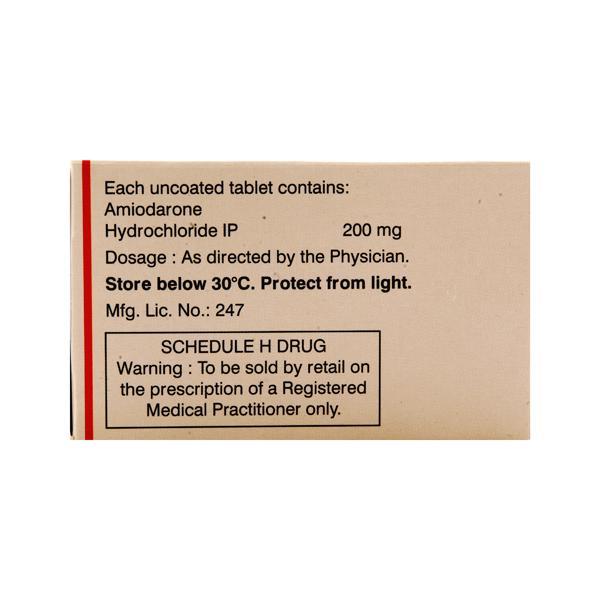 Each uncoated tablet contains:
Amiodarone
Hydrochloride IP 200 mg
Dosage : As directed by the Physician.
Store below 30°C. Protect from light.
Mfg. Lic. No.: 247
SCHEDULE H DRUG
Warning : To be sold by retail on
the prescription of a Registered
Medical Practitioner only.